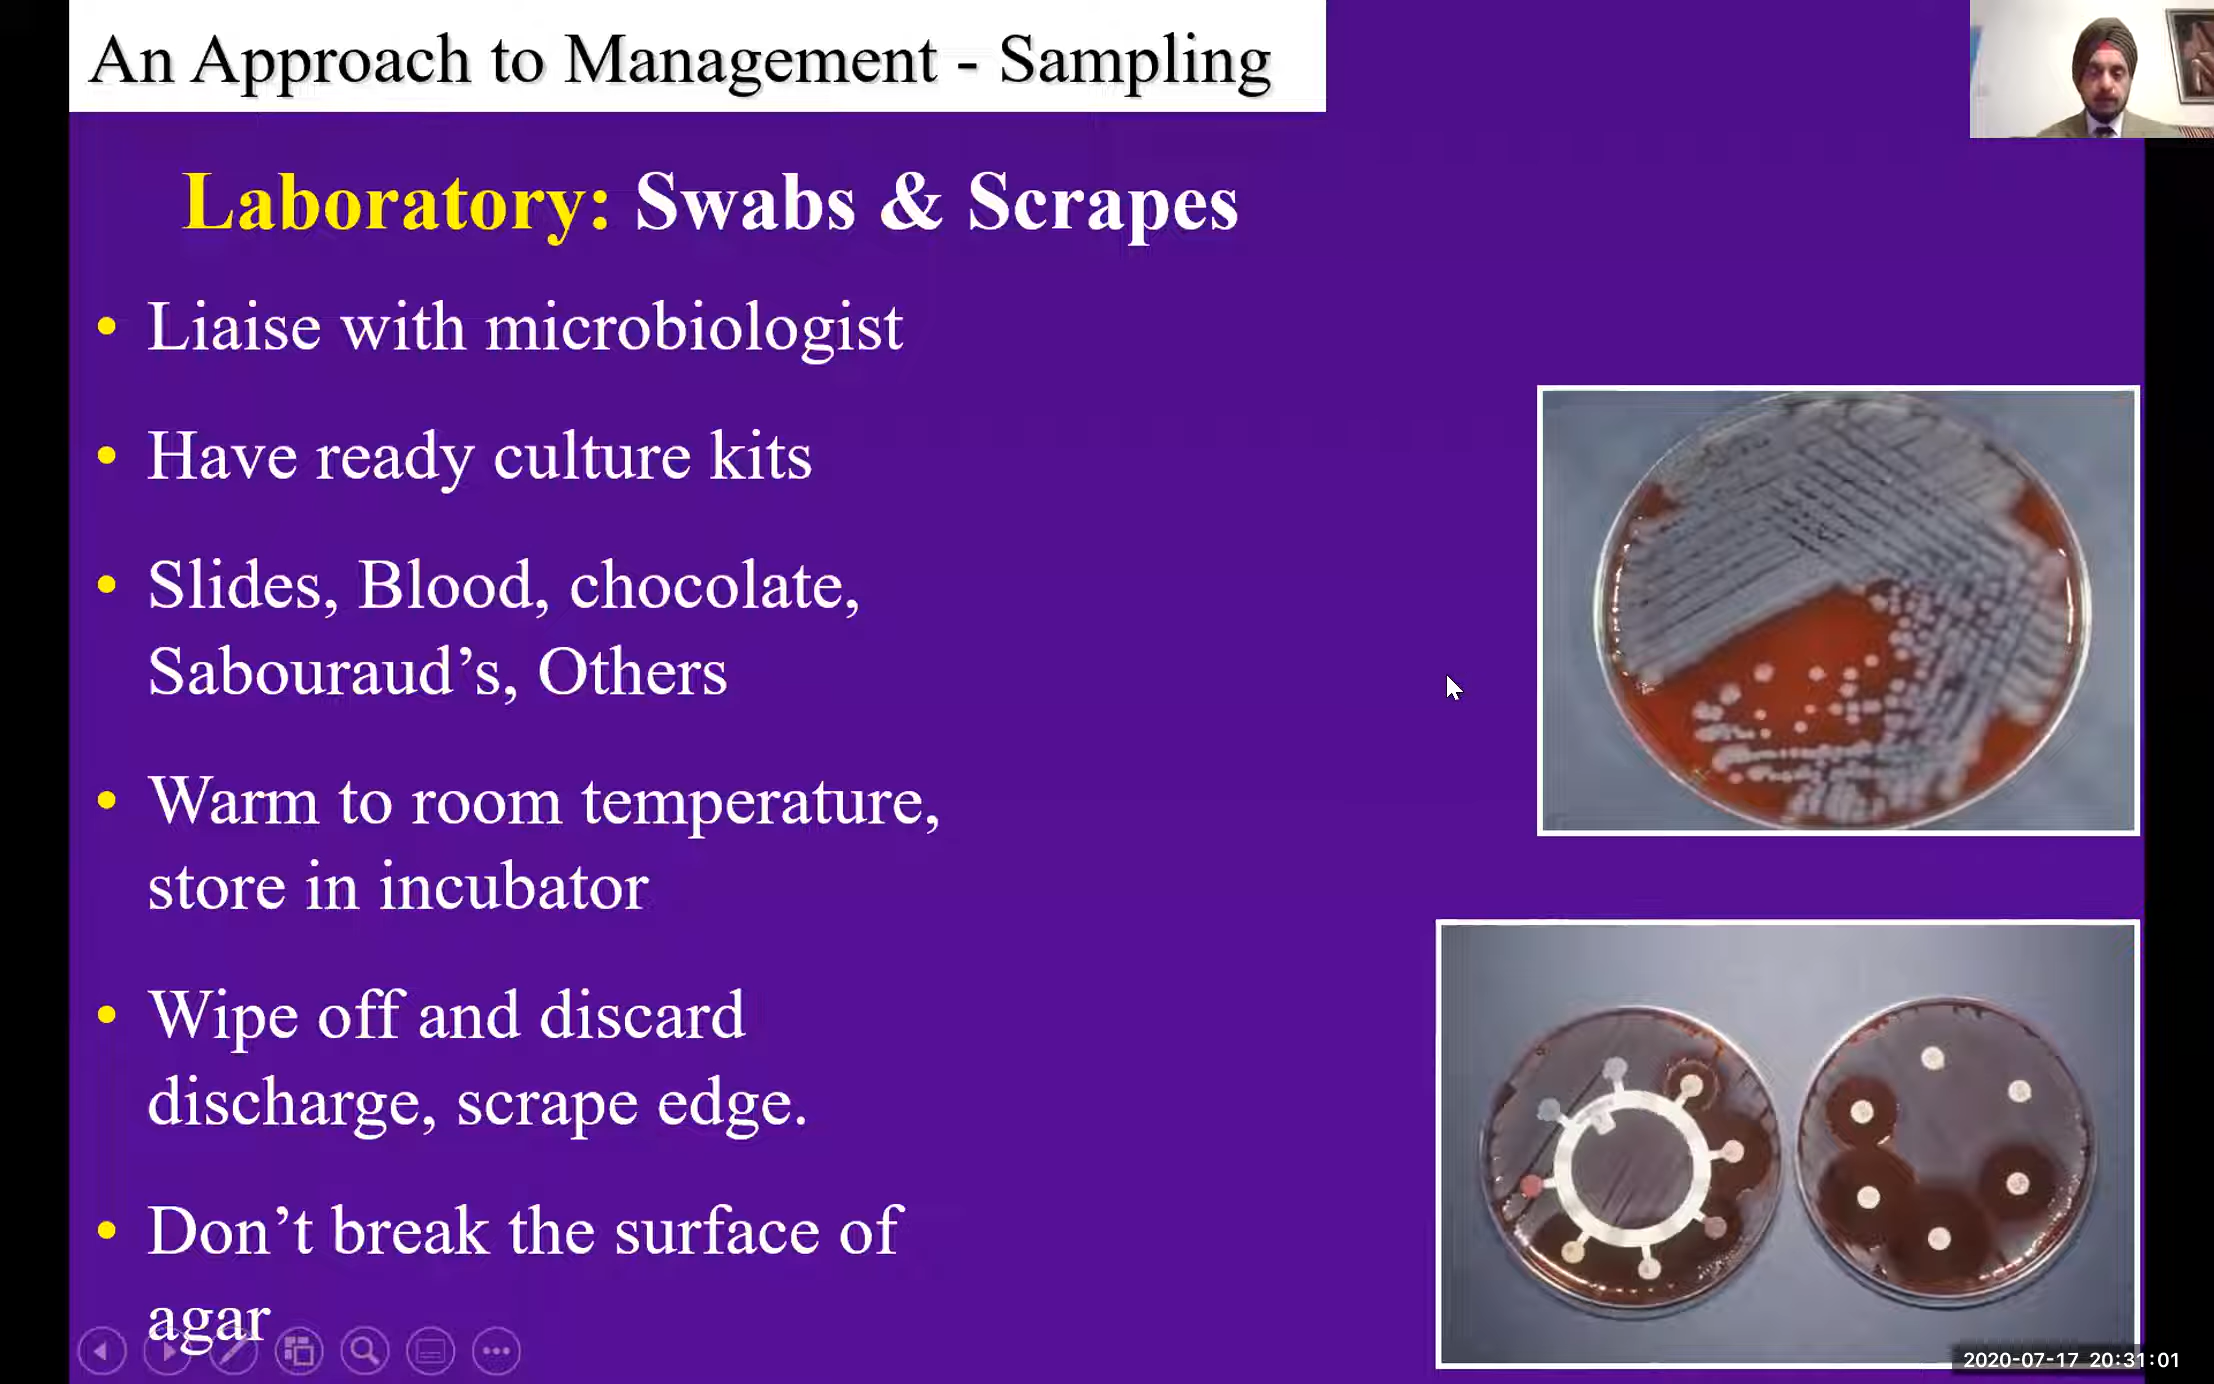 An Approach to Management - Sampling
Laboratory: Swabs & Scrapes
• Liaise with microbiologist
• Have ready culture kits
• Slides, Blood, chocolate,
Sabouraud’s, Others
• Warm to room temperature,
store in incubator
• Wipe off and discard
discharge, scrape edge.
• Don’t break the surface of
agar
2020-07-17 20:31:01